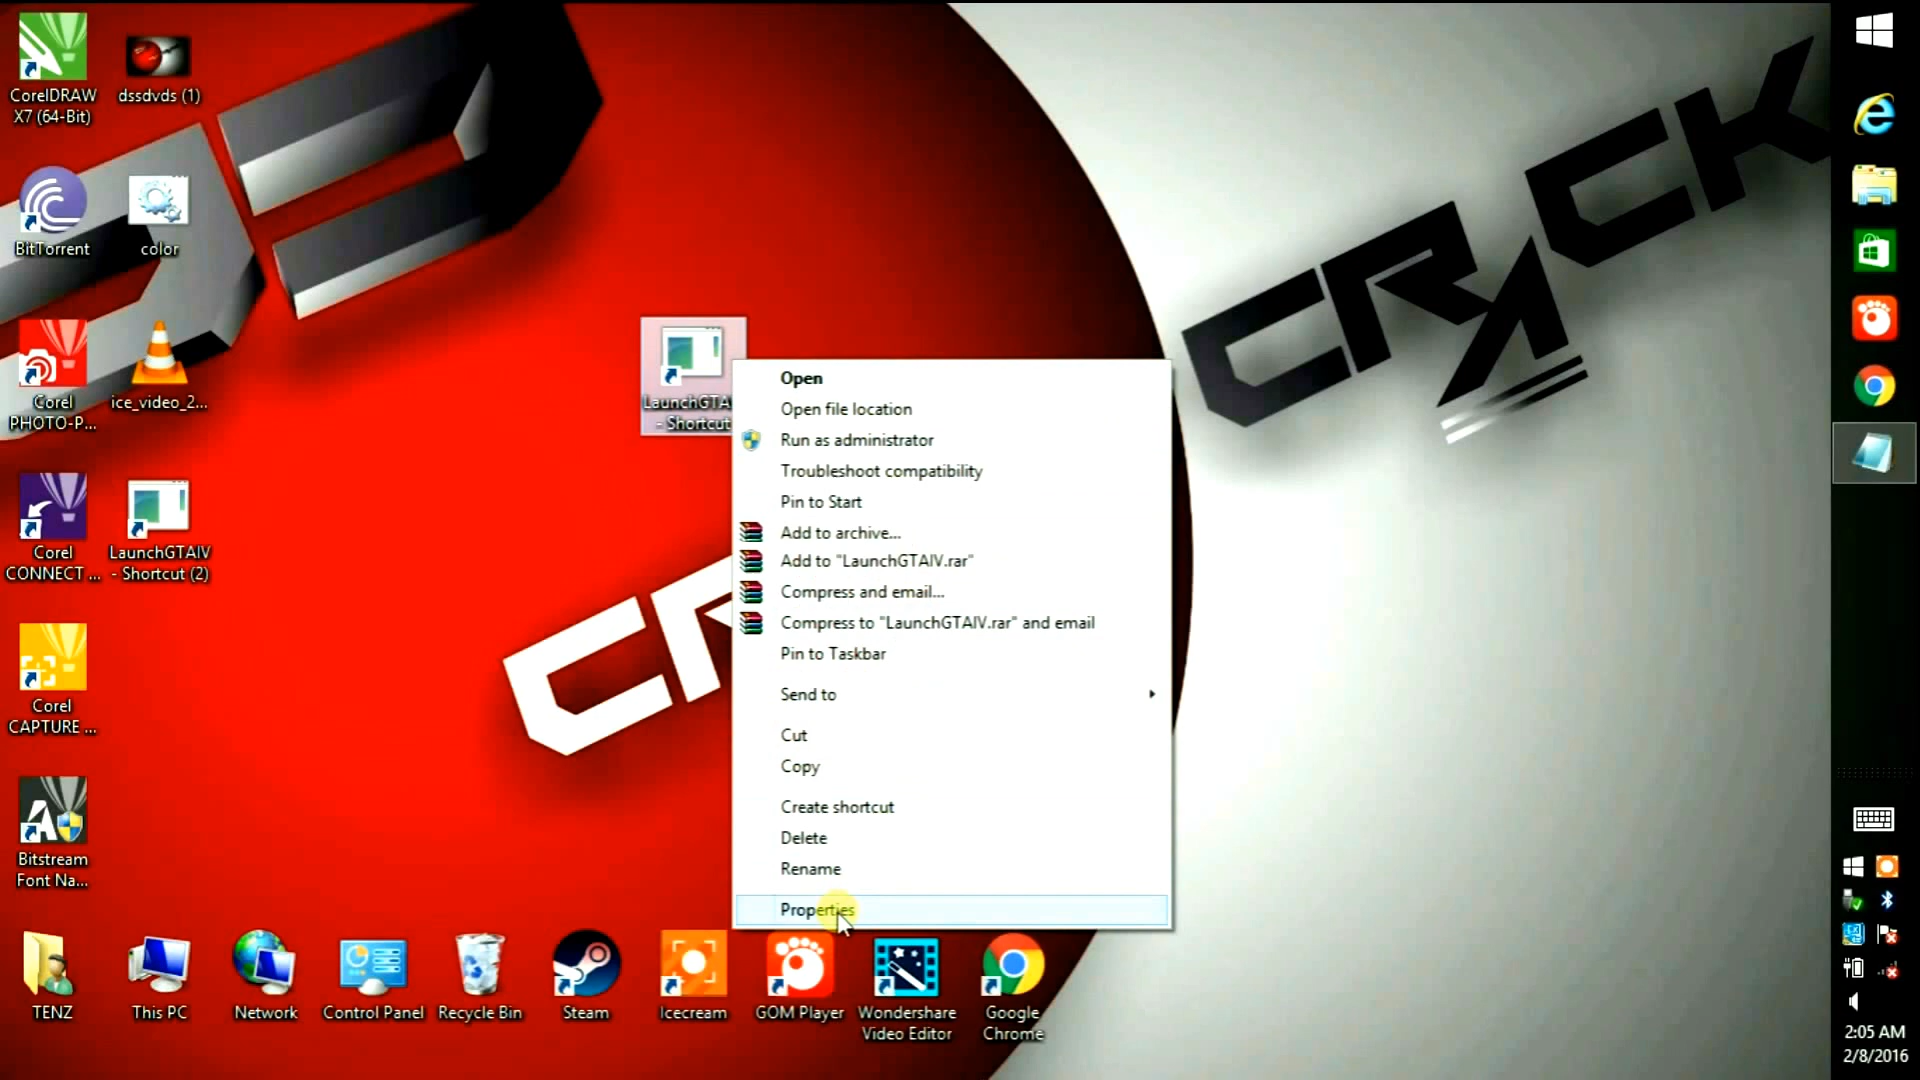 CorelDRAW
X7 (64-Bit)
dssdvds (1)
BitTorrent
color
Corel
PHOTO-P...
ice_video_2...
Corel
CONNECT ...
LaunchGTAIV
- Shortcut (2)
Corel
CAPTURE ...
Bitstream
Font Na...
LaunchGTA
- Shortcut
Open
Open file location
Run as administrator
Troubleshoot compatibility
Pin to Start
Add to archive...
Add to "LaunchGTAIV.rar"
Compress and email...
Compress to "LaunchGTAIV.rar" and email
Pin to Taskbar
Send to
Cut
Copy
Create shortcut
Delete
Rename
Properties
CRACK
CR
TENZ
This PC
Network
Control Panel
Recycle Bin
Steam
Icecream
GOM Player
Wondershare
Video Editor
Google
Chrome
2:05 AM
2/8/2016